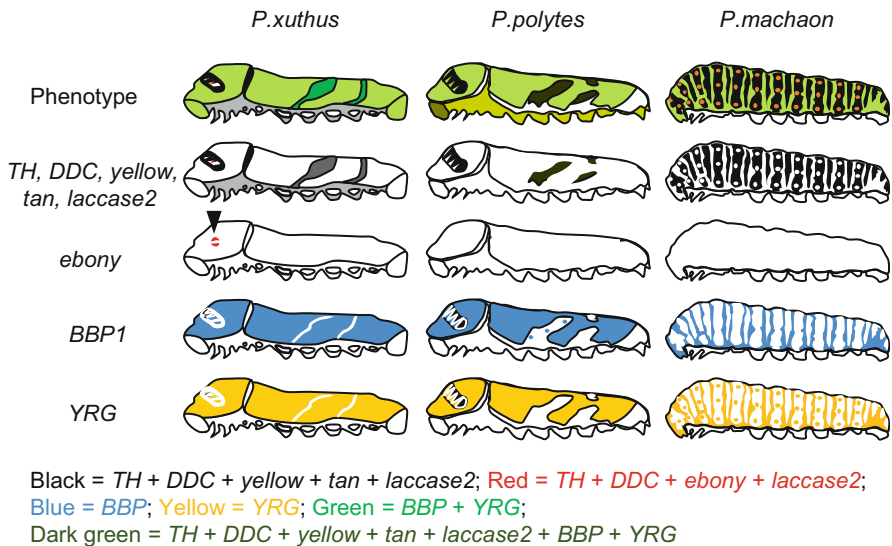 P.xuthus P.polytes P.machaon
Phenotype
TH, DDC, yellow,
tan, laccase2
ebony
BBP1
YRG
Black = TH + DDC + yellow + tan + laccase2; Red = TH + DDC + ebony + laccase2;
Blue = BBP; Yellow = YRG; Green = BBP + YRG;
Dark green = TH + DDC + yellow + tan + laccase2 + BBP + YRG